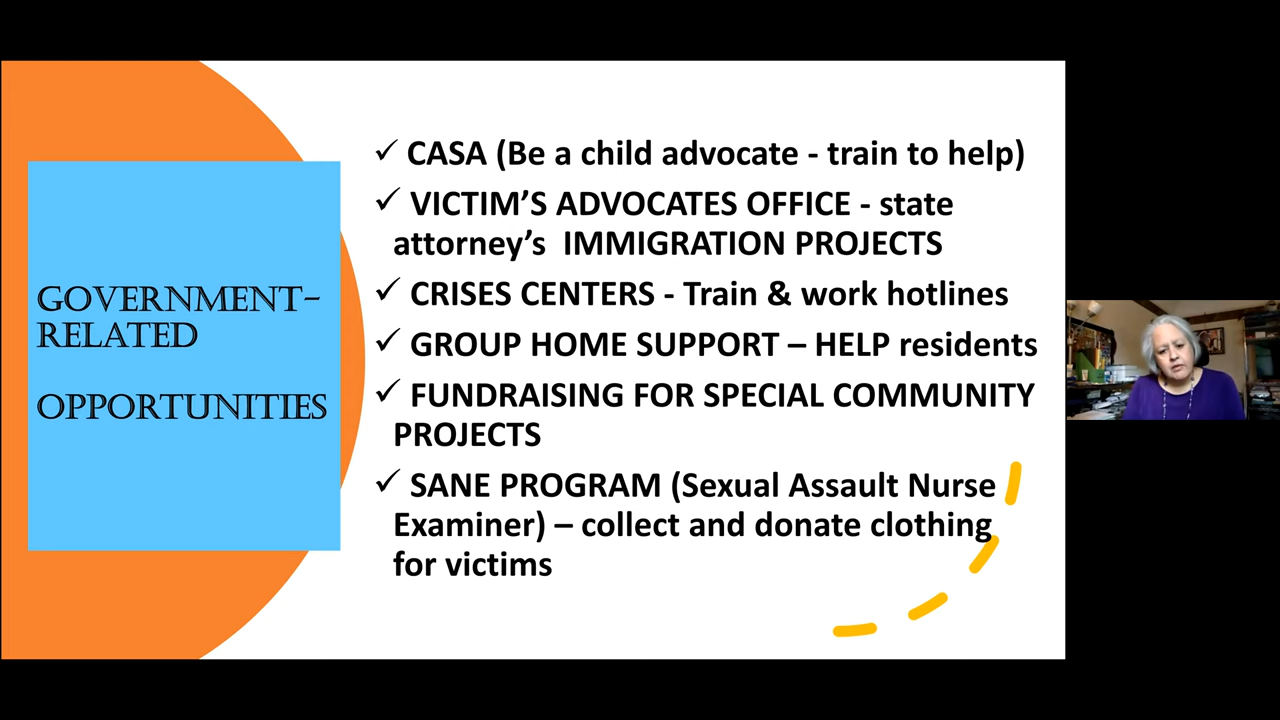 GOVERNMENT-
RELATED
OPPORTUNITIES
✓ CASA (Be a child advocate - train to help)
✓ VICTIM’S ADVOCATES OFFICE - state
attorney’s  IMMIGRATION PROJECTS
✓ CRISES CENTERS - Train & work hotlines
✓ GROUP HOME SUPPORT – HELP residents
✓ FUNDRAISING FOR SPECIAL COMMUNITY
PROJECTS
✓ SANE PROGRAM (Sexual Assault Nurse
Examiner) – collect and donate clothing
for victims